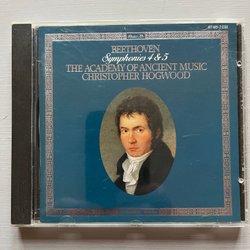 BEETHOVEN
Symphonies 4 & 5
THE ACADEMY OF ANCIENT MUSIC
CHRISTOPHER HOGWOOD